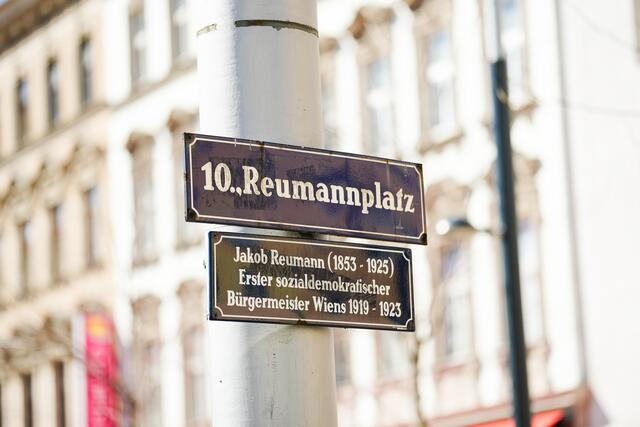 10.,Reumannplatz
Jakob Reumann (1853 - 1925)
Erster sozialdemokratischer
Bürgermeister Wiens 1919 - 1923